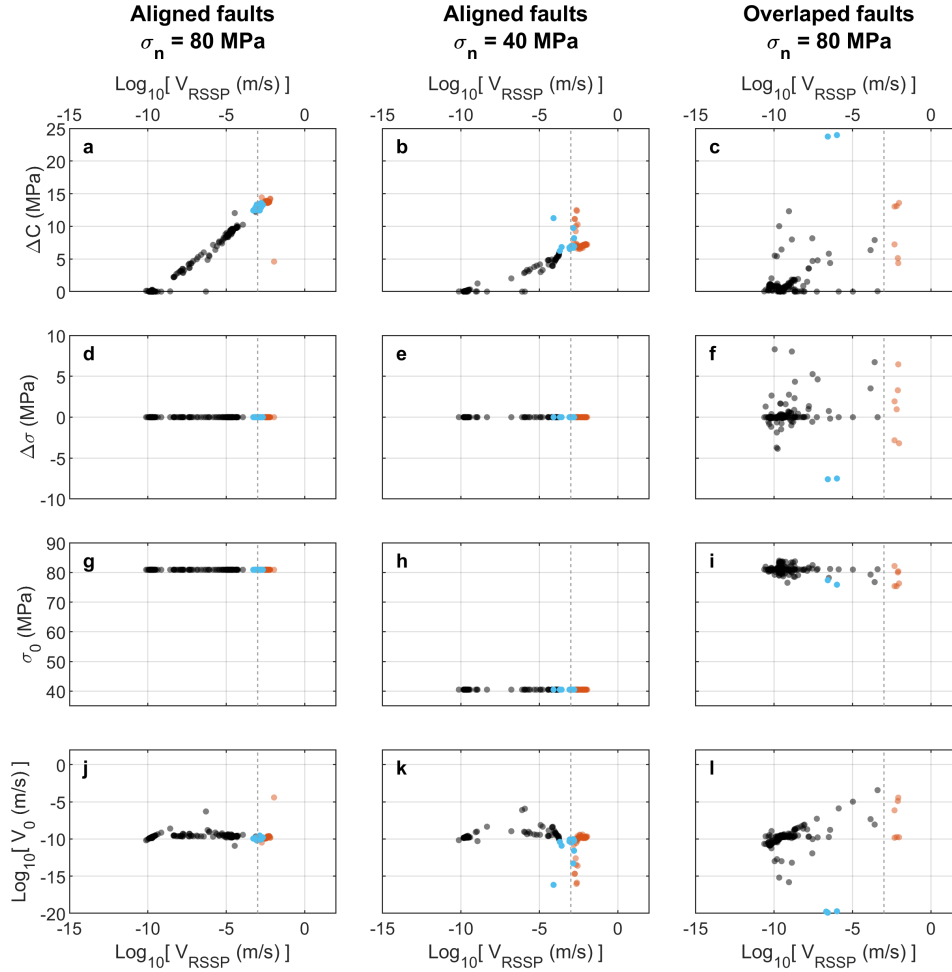 Aligned faults Aligned faults Overlaped faults
σn = 80 MPa σn = 40 MPa σn = 80 MPa
Log10[ VRSSP (m/s) ] Log10[ VRSSP (m/s) ] Log10[ VRSSP (m/s) ]
-15 -10 -5 0 -15 -10 -5 0 -15 -10 -5 0
25
a b c
20
15
ΔC (MPa)
10
5
0
10
d e f
5
Δσ (MPa)
0
-5
-10
90
g h i
80
70
σ0 (MPa)
60
50
40
0
j k l
-5
Log10[ V0 (m/s) ]
-10
-15
-20
-15 -10 -5 0 -15 -10 -5 0 -15 -10 -5 0
Log10[ VRSSP (m/s) ] Log10[ VRSSP (m/s) ] Log10[ VRSSP (m/s) ]